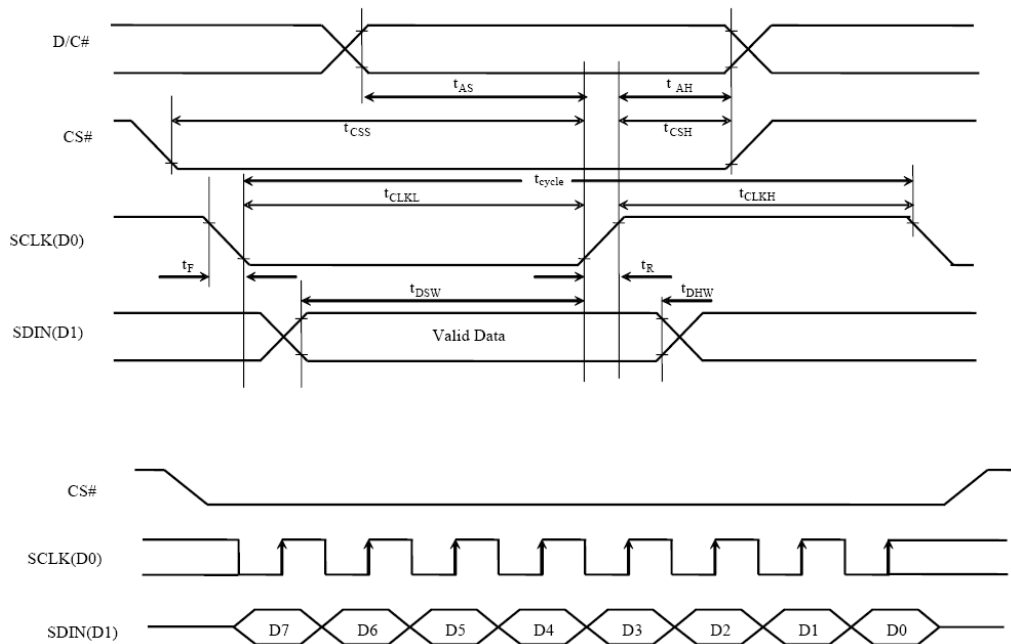 D/C#
tAS
t AH
CS#
tCSS
tCSH
tcycle
tCLKL
tCLKH
SCLK(D0)
tF
tR
tDSW
tDHW
SDIN(D1)
Valid Data
CS#
SCLK(D0)
SDIN(D1)
D7 D6 D5 D4 D3 D2 D1 D0